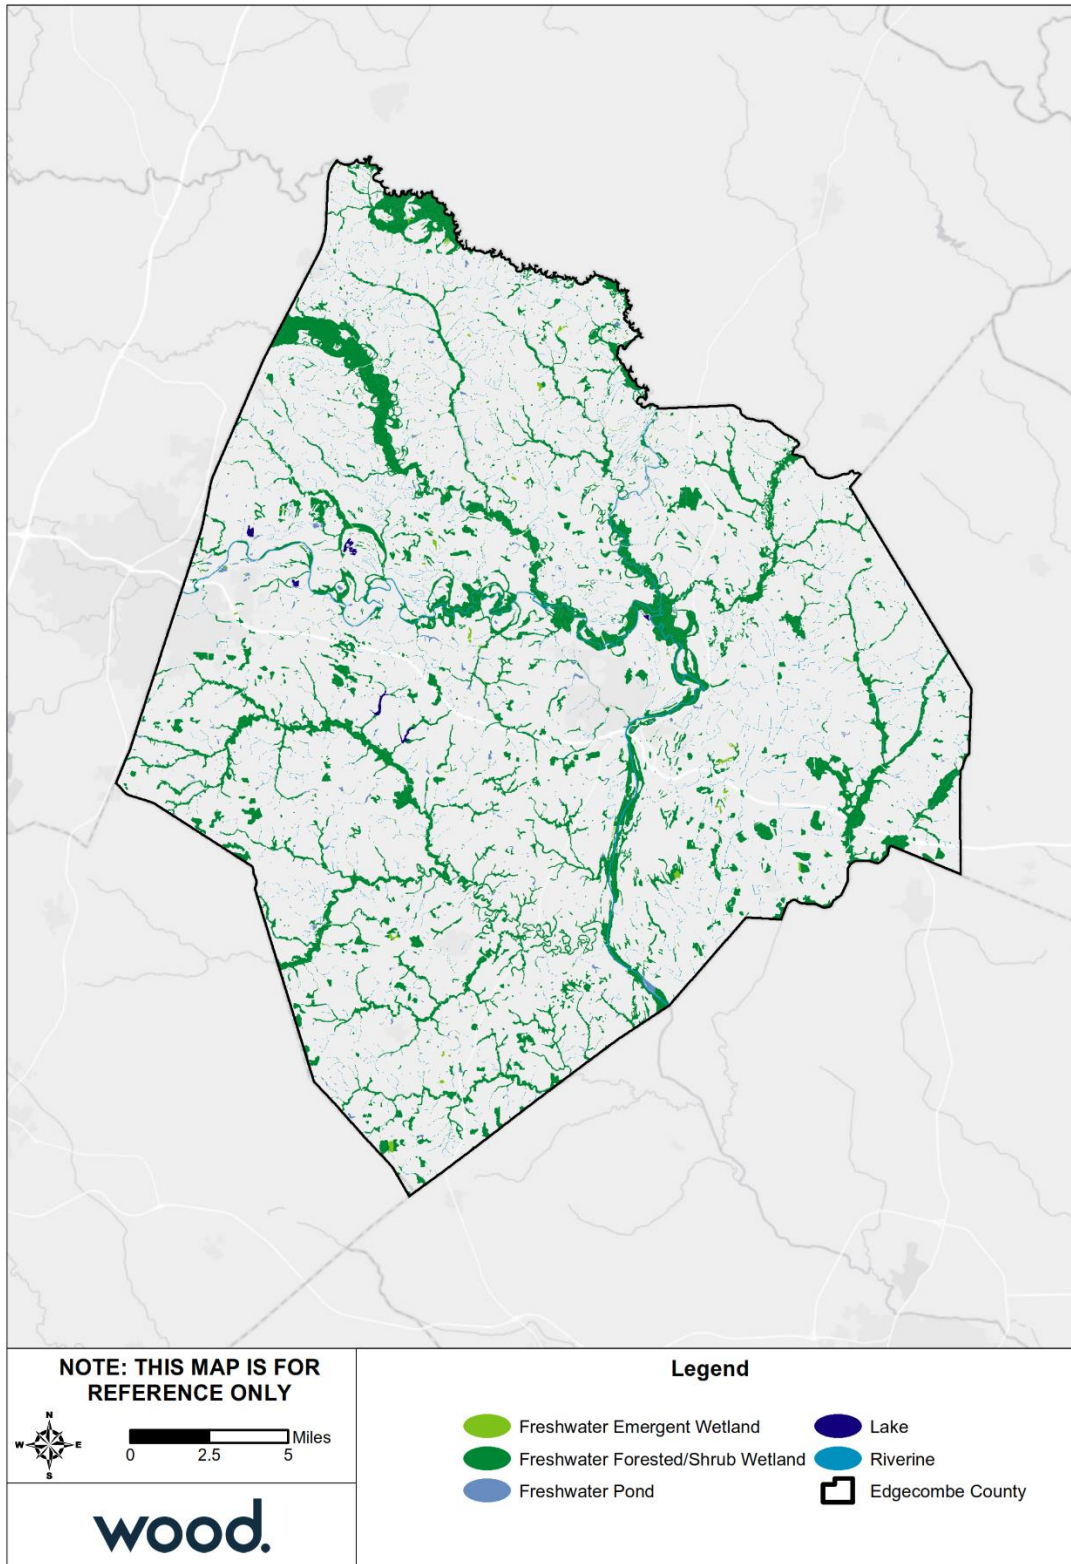 NOTE: THIS MAP IS FOR
REFERENCE ONLY
N
W E
S
Miles
0 2.5 5
wood.
Legend
Freshwater Emergent Wetland
Freshwater Forested/Shrub Wetland
Freshwater Pond
Lake
Riverine
Edgecombe County